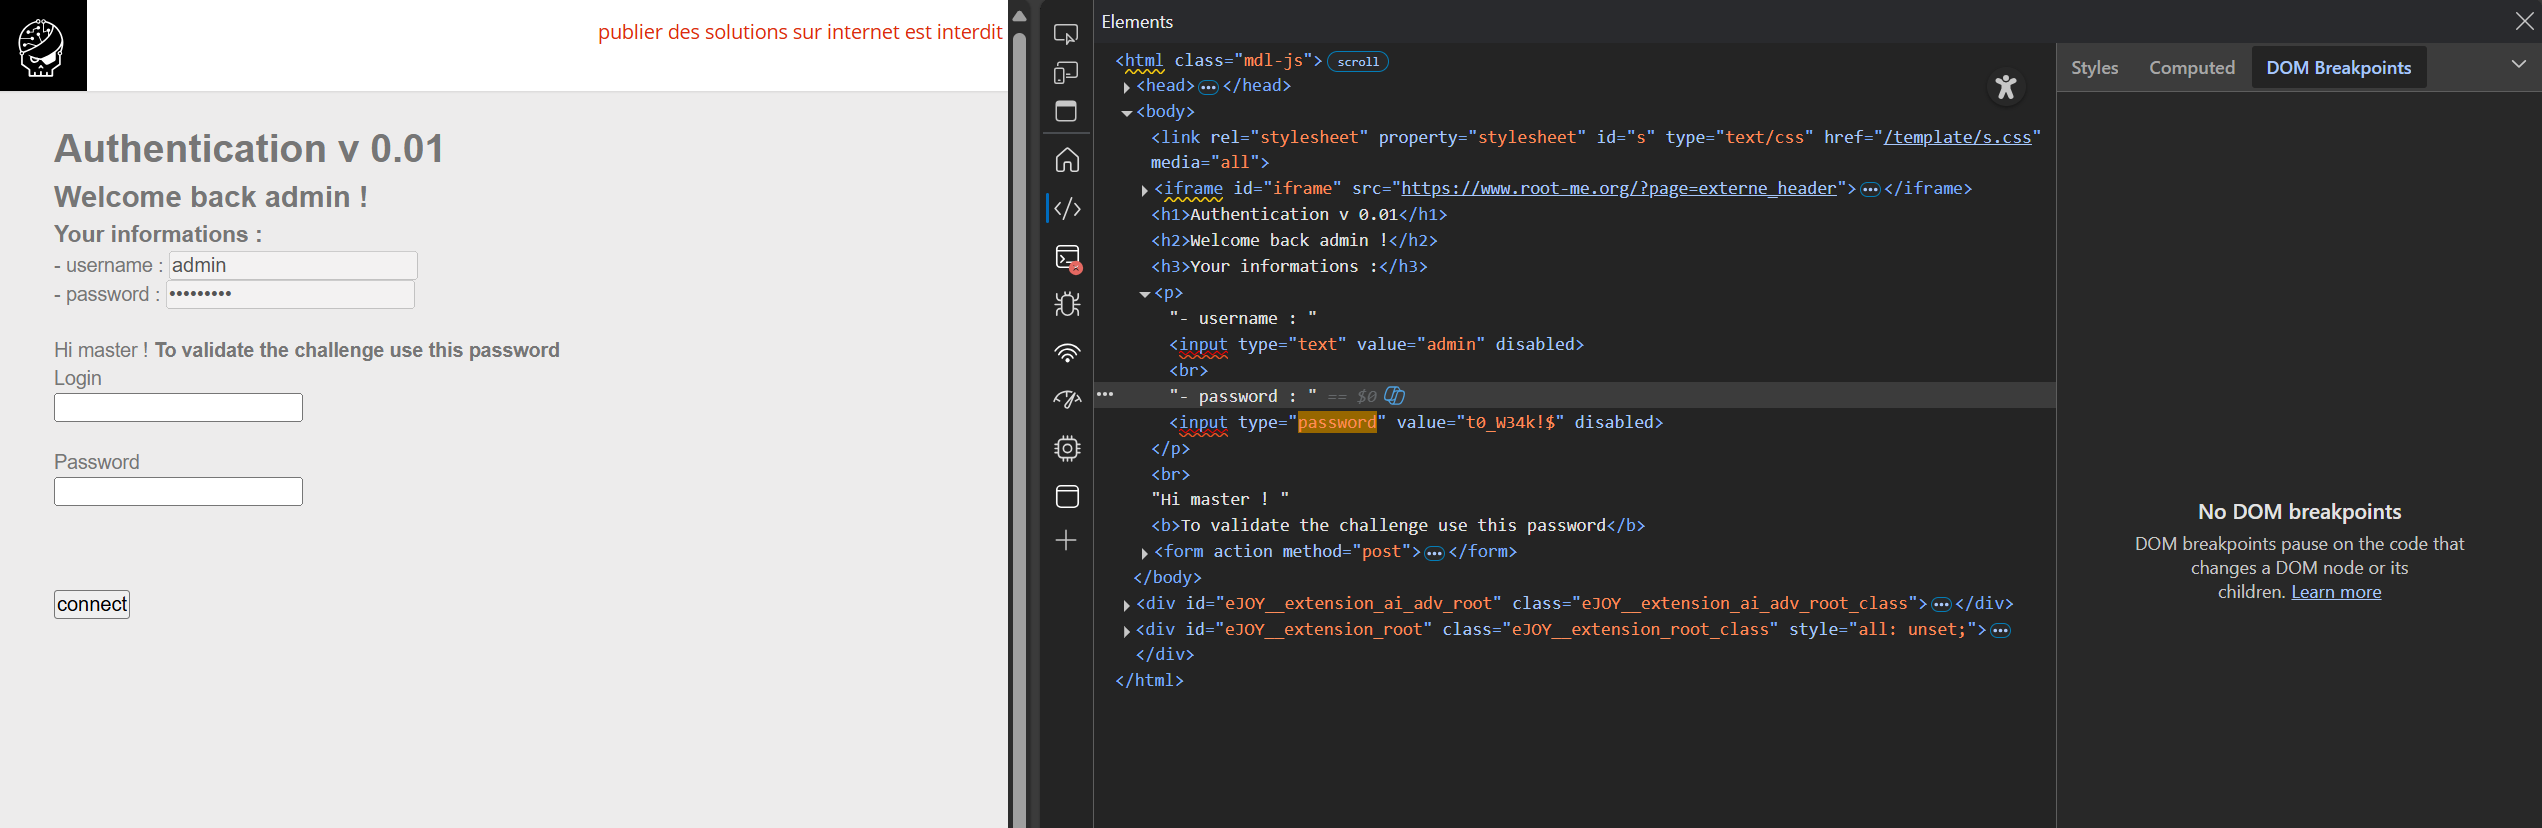 publier des solutions sur internet est interdit
Authentication v 0.01
Welcome back admin !
Your informations :
- username : admin
- password : •••••••••
Hi master ! To validate the challenge use this password
Login
Password
connect
Elements
<html class="mdl-js"> scroll
<head> ••• </head>
<body>
<link rel="stylesheet" property="stylesheet" id="s" type="text/css" href="/template/s.css"
media="all">
<iframe id="iframe" src="https://www.root-me.org/?page=externe_header"> ••• </iframe>
<h1>Authentication v 0.01</h1>
<h2>Welcome back admin !</h2>
<h3>Your informations :</h3>
<p>
"- username : "
<input type="text" value="admin" disabled>
<br>
••• "- password : " == $0
<input type="password" value="t0_W34k!$" disabled>
</p>
<br>
"Hi master ! "
<b>To validate the challenge use this password</b>
<form action method="post"> ••• </form>
</body>
<div id="eJOY__extension_ai_adv_root" class="eJOY__extension_ai_adv_root_class"> ••• </div>
<div id="eJOY__extension_root" class="eJOY__extension_root_class" style="all: unset;"> •••
</div>
</html>
Styles Computed DOM Breakpoints
No DOM breakpoints
DOM breakpoints pause on the code that
changes a DOM node or its
children. Learn more